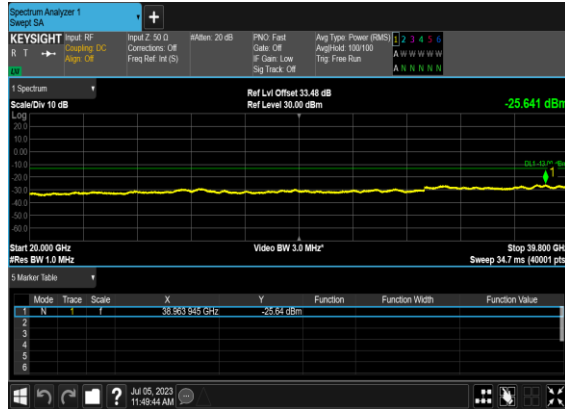 Spectrum Analyzer 1
Swept SA
+
KEYSIGHT Input: RF Input Z: 50 Ω #Atten: 20 dB PNO: Fast Avg Type: Power (RMS) 1 2 3 4 5 6
R T Coupling: DC Corrections: Off Gate: Off Avg|Hold: 100/100 A W W W W W
Align: Off Freq Ref: Int (S) IF Gain: Low Trig: Free Run
Sig Track: Off A N N N N N
1 Spectrum
Ref Lvl Offset 33.48 dB
Scale/Div 10 dB Ref Level 30.00 dBm -25.641 dBm
Log
20.0
10.0
0.00
-10.0
DL1 -13.00 dBm
1
-20.0
-30.0
-40.0
-50.0
-60.0
Start 20.000 GHz Video BW 3.0 MHz* Stop 39.800 GHz
#Res BW 1.0 MHz Sweep 34.7 ms (40001 pts)
5 Marker Table
Mode Trace Scale X Y Function Function Width Function Value
1 N 1 f 38.963 945 GHz -25.64 dBm
2
3
4
5
6
? Jul 05, 2023
11:49:44 AM